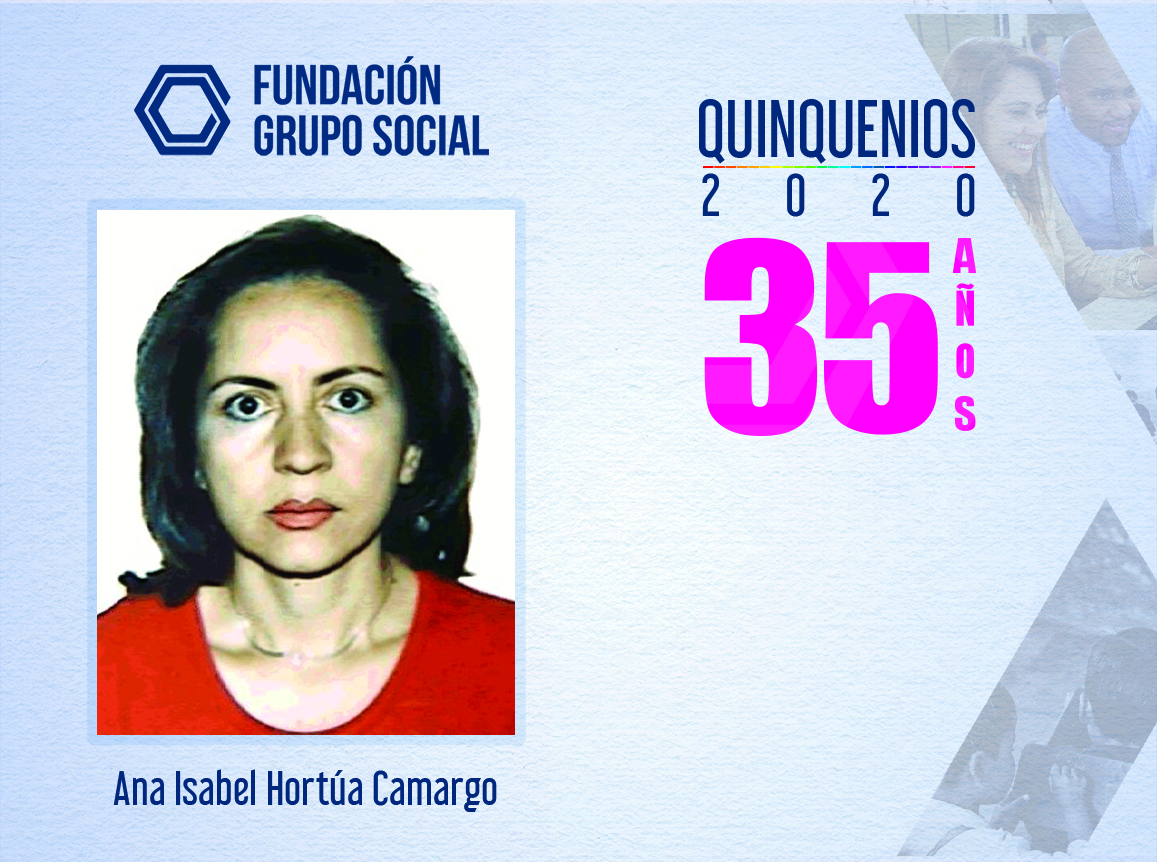 FUNDACIÓN
GRUPO SOCIAL
QUINQUENIOS
2020
35 AÑOS
Ana Isabel Hortúa Camargo